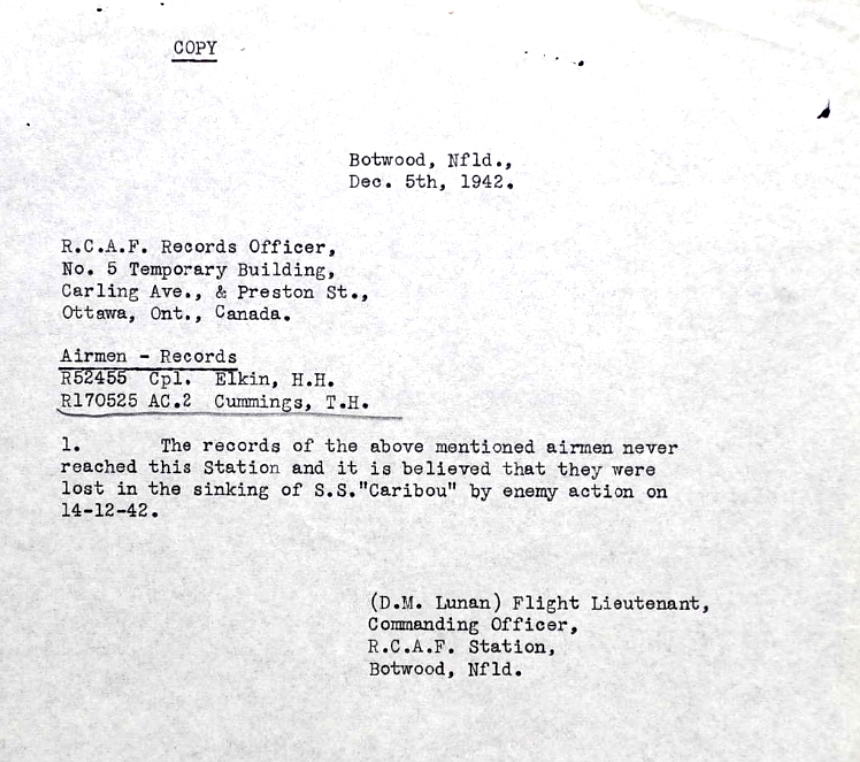 COPY
Botwood, Nfld.,
Dec. 5th, 1942.
R.C.A.F. Records Officer,
No. 5 Temporary Building,
Carling Ave., & Preston St.,
Ottawa, Ont., Canada.
Airmen - Records
R52455 Cpl. Elkin, H.H.
R170525 AC.2 Cummings, T.H.
1. The records of the above mentioned airmen never
reached this Station and it is believed that they were
lost in the sinking of S.S."Caribou" by enemy action on
14-12-42.
(D.M. Lunan) Flight Lieutenant,
Commanding Officer,
R.C.A.F. Station,
Botwood, Nfld.